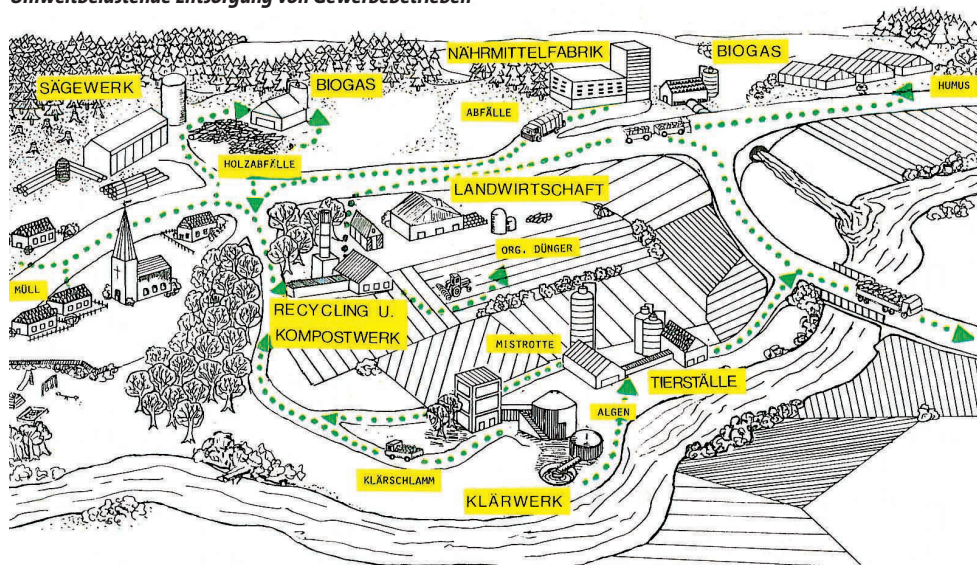 Umweltbelastende Entsorgung von Gewerbebetrieben
NÄHRMITTELFABRIK
BIOGAS
SÄGEWERK
BIOGAS
HUMUS
ABFÄLLE
HOLZABFÄLLE
LANDWIRTSCHAFT
ORG. DÜNGER
MÜLL
RECYCLING U.
KOMPOSTWERK
MISTROTTE
TIERSTÄLLE
ALGEN
KLÄRSCHLAMM
KLÄRWERK